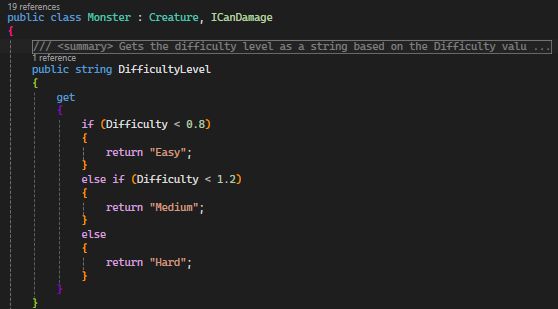 19 references
public class Monster : Creature, ICanDamage
{
/// <summary> Gets the difficulty level as a string based on the Difficulty valu ...
1 reference
public string DifficultyLevel
{
get
{
if (Difficulty < 0.8)
{
return "Easy";
}
else if (Difficulty < 1.2)
{
return "Medium";
}
else
{
return "Hard";
}
}
}